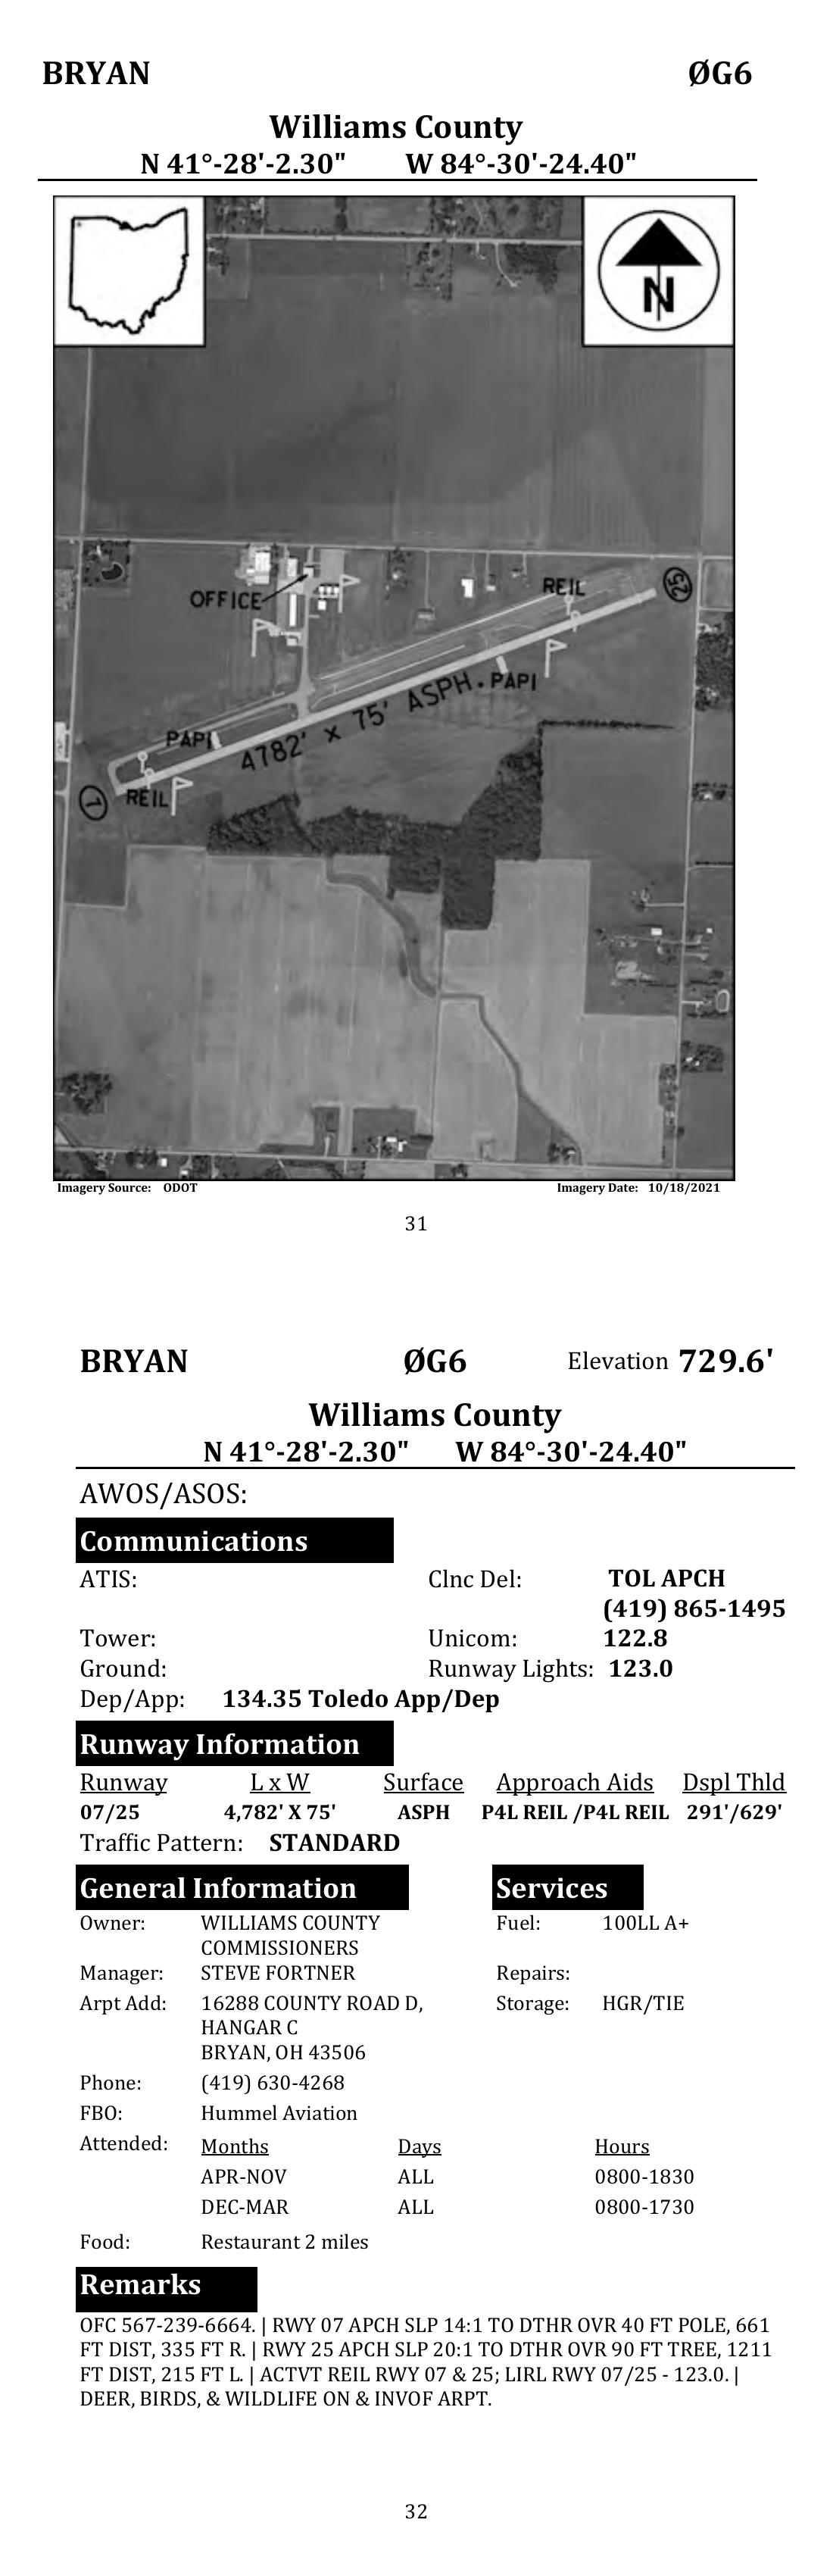 BRYAN ØG6
Williams County
N 41°-28'-2.30" W 84°-30'-24.40"
N
OFFICE
REIL
25
PAPI
4782' x 75' ASPH.
PAPI
REIL
7
Imagery Source: ODOT Imagery Date: 10/18/2021
31
BRYAN ØG6 Elevation 729.6'
Williams County
N 41°-28'-2.30" W 84°-30'-24.40"
AWOS/ASOS:
Communications
ATIS: Clnc Del: TOL APCH
(419) 865-1495
Tower: Unicom: 122.8
Ground: Runway Lights: 123.0
Dep/App: 134.35 Toledo App/Dep
Runway Information
Runway L x W Surface Approach Aids Dspl Thld
07/25 4,782' X 75' ASPH P4L REIL /P4L REIL 291'/629'
Traffic Pattern: STANDARD
General Information Services
Owner: WILLIAMS COUNTY Fuel: 100LL A+
COMMISSIONERS
Manager: STEVE FORTNER Repairs:
Arpt Add: 16288 COUNTY ROAD D, Storage: HGR/TIE
HANGAR C
BRYAN, OH 43506
Phone: (419) 630-4268
FBO: Hummel Aviation
Attended: Months Days Hours
APR-NOV ALL 0800-1830
DEC-MAR ALL 0800-1730
Food: Restaurant 2 miles
Remarks
OFC 567-239-6664. | RWY 07 APCH SLP 14:1 TO DTHR OVR 40 FT POLE, 661
FT DIST, 335 FT R. | RWY 25 APCH SLP 20:1 TO DTHR OVR 90 FT TREE, 1211
FT DIST, 215 FT L. | ACTVT REIL RWY 07 & 25; LIRL RWY 07/25 - 123.0. |
DEER, BIRDS, & WILDLIFE ON & INVOF ARPT.
32